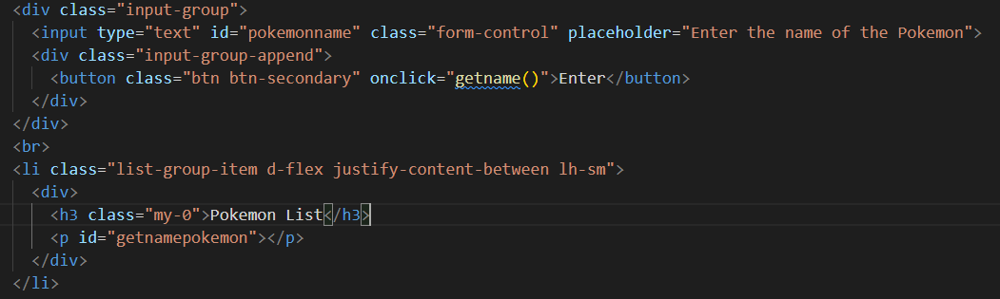 <div class="input-group">
<input type="text" id="pokemonname" class="form-control" placeholder="Enter the name of the Pokemon">
<div class="input-group-append">
<button class="btn btn-secondary" onclick="getname()">Enter</button>
</div>
</div>
<br>
<li class="list-group-item d-flex justify-content-between lh-sm">
<div>
<h3 class="my-0">Pokemon List</h3>
<p id="getnamepokemon"></p>
</div>
</li>